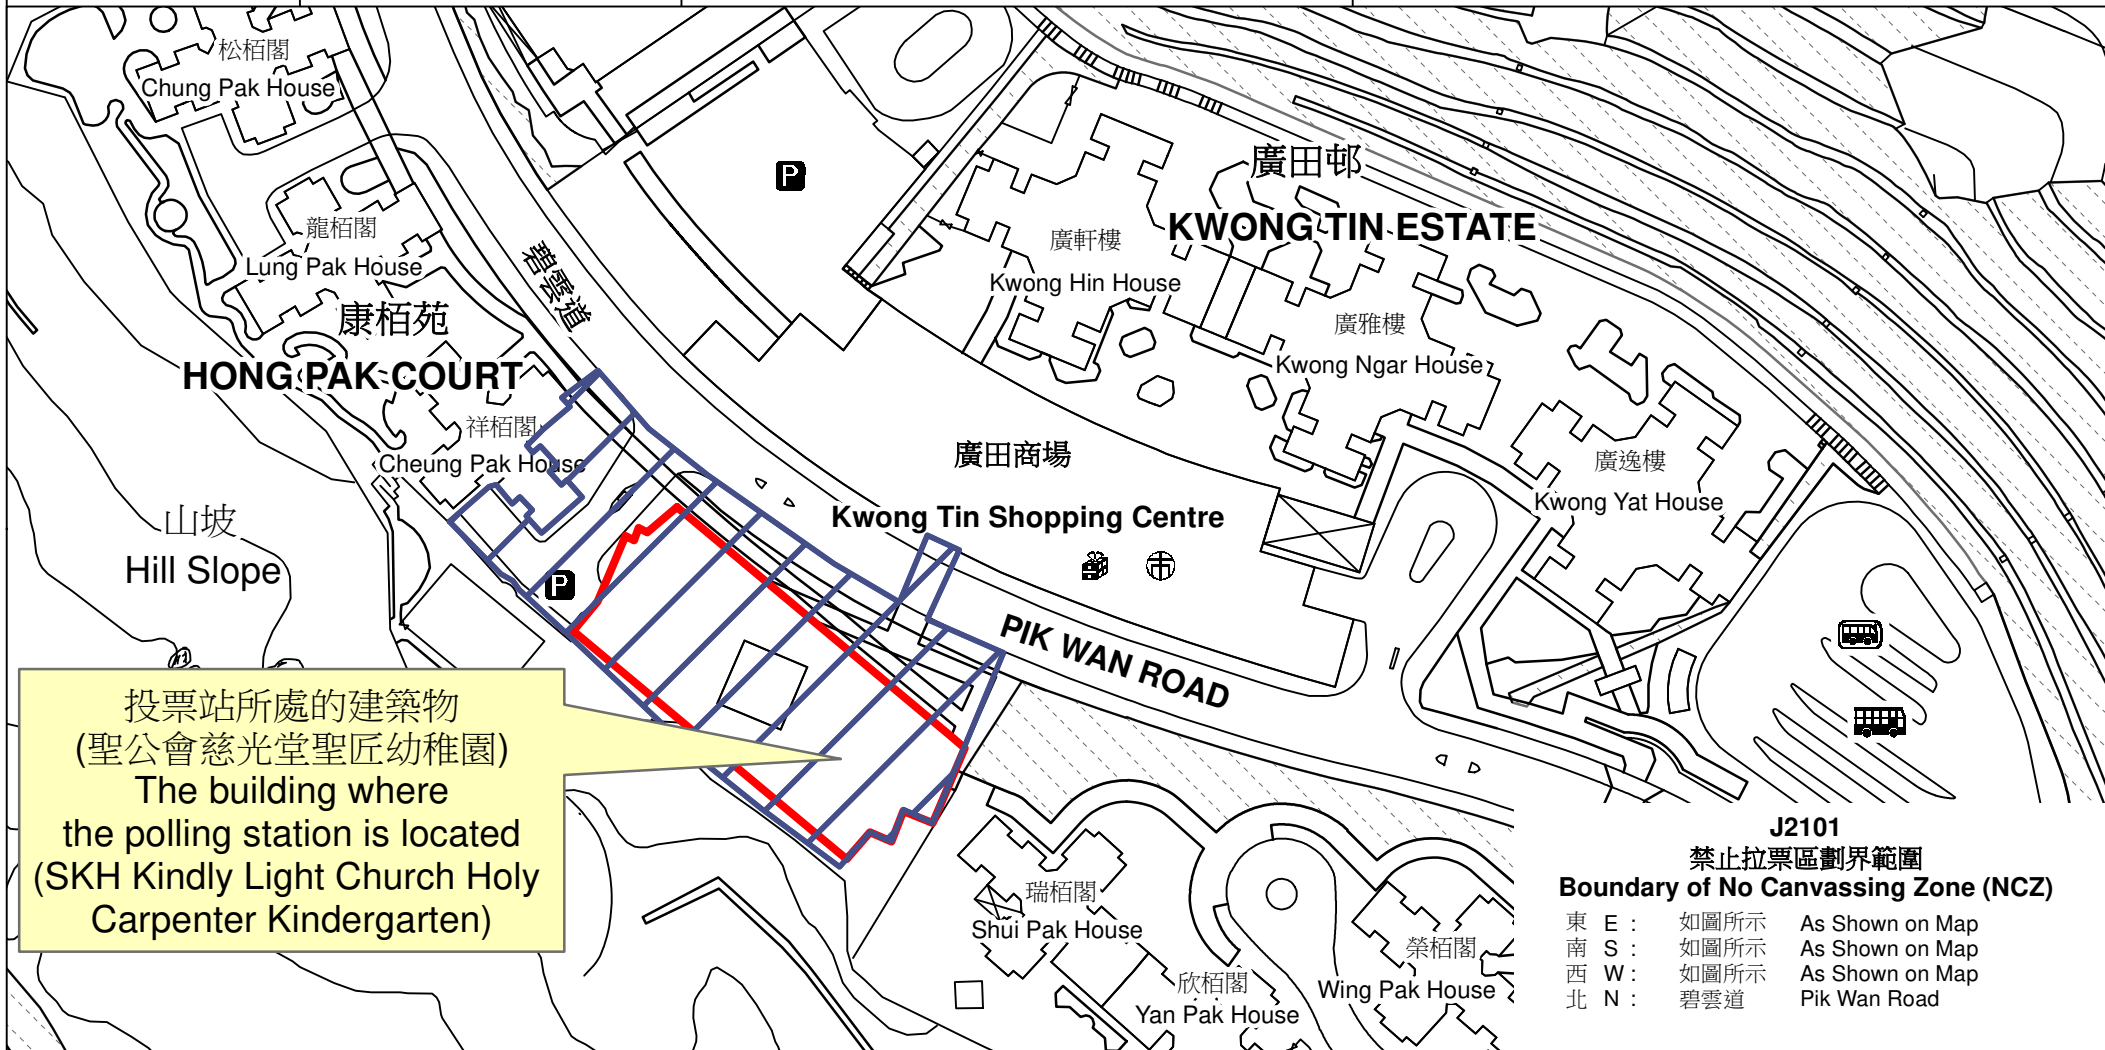 松栢閣
Chung Pak House
龍栢閣
Lung Pak House
康栢苑
HONG PAK COURT
祥栢閣
Cheung Pak House
山坡
Hill Slope
碧雲道
P
廣田邨
KWONG TIN ESTATE
廣軒樓
Kwong Hin House
廣雅樓
Kwong Ngar House
廣逸樓
Kwong Yat House
廣田商場
Kwong Tin Shopping Centre
PIK WAN ROAD
P
投票站所處的建築物
(聖公會慈光堂聖匠幼稚園)
The building where
the polling station is located
(SKH Kindly Light Church Holy
Carpenter Kindergarten)
瑞栢閣
Shui Pak House
欣栢閣
Yan Pak House
榮栢閣
Wing Pak House
J2101
禁止拉票區劃界範圍
Boundary of No Canvassing Zone (NCZ)
東 E : 如圖所示 As Shown on Map
南 S : 如圖所示 As Shown on Map
西 W : 如圖所示 As Shown on Map
北 N : 碧雲道 Pik Wan Road